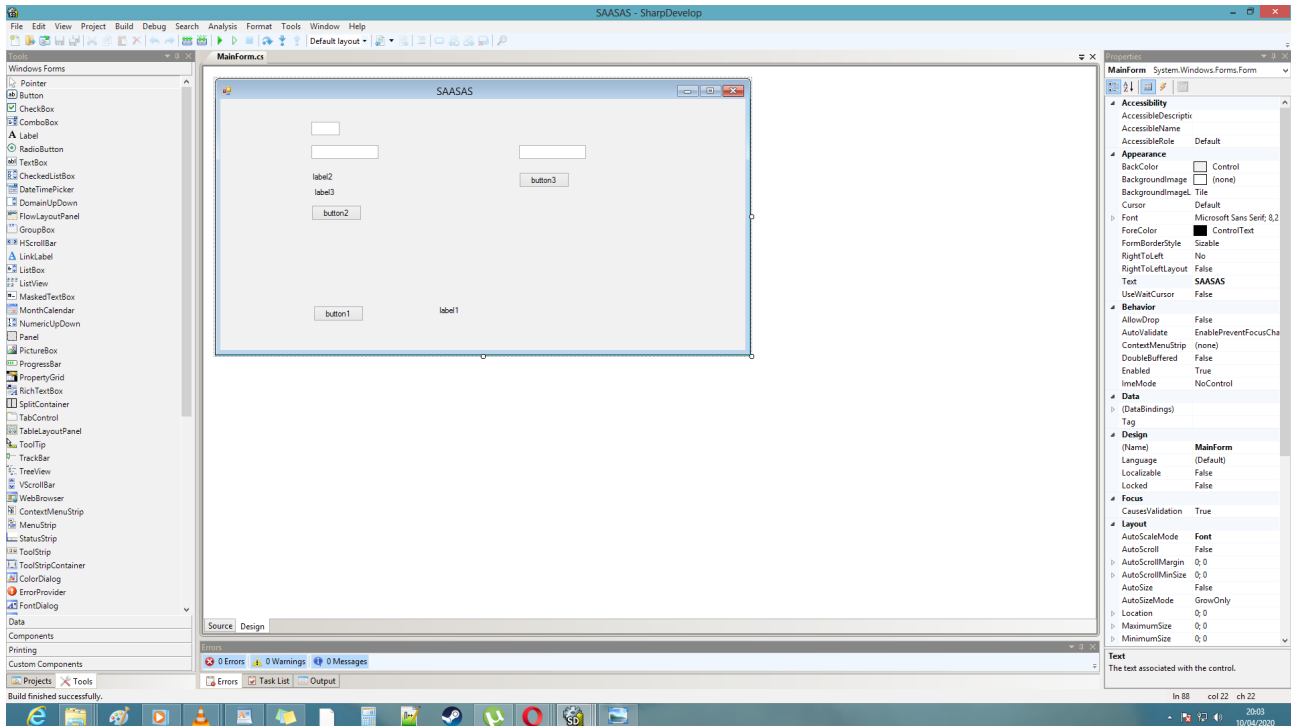 SAASAS - SharpDevelop
File Edit View Project Build Debug Search Analysis Format Tools Window Help
Default layout
Tools
Windows Forms
Pointer
Button
CheckBox
ComboBox
A Label
RadioButton
TextBox
CheckedListBox
DateTimePicker
DomainUpDown
FlowLayoutPanel
GroupBox
HScrollBar
A LinkLabel
ListBox
ListView
MaskedTextBox
MonthCalendar
NumericUpDown
Panel
PictureBox
ProgressBar
PropertyGrid
RichTextBox
SplitContainer
TabControl
TableLayoutPanel
ToolTip
TrackBar
TreeView
VScrollBar
WebBrowser
ContextMenuStrip
MenuStrip
StatusStrip
ToolStrip
ToolStripContainer
ColorDialog
ErrorProvider
FontDialog
Data
Components
Printing
Custom Components
Projects Tools
Build finished successfully.
MainForm.cs
SAASAS
label2
label3
button2
button3
button1
label1
Source Design
Errors
0 Errors 0 Warnings 0 Messages
Errors Task List Output
Properties
MainForm System.Windows.Forms.Form
Accessibility
AccessibleDescriptic
AccessibleName
AccessibleRole Default
Appearance
BackColor Control
BackgroundImage (none)
BackgroundImageL Tile
Cursor Default
Font Microsoft Sans Serif; 8,2
ForeColor ControlText
FormBorderStyle Sizable
RightToLeft No
RightToLeftLayout False
Text SAASAS
UseWaitCursor False
Behavior
AllowDrop False
AutoValidate EnablePreventFocusCha
ContextMenuStrip (none)
DoubleBuffered False
Enabled True
ImeMode NoControl
Data
(DataBindings)
Tag
Design
(Name) MainForm
Language (Default)
Localizable False
Locked False
Focus
CausesValidation True
Layout
AutoScaleMode Font
AutoScroll False
AutoScrollMargin 0; 0
AutoScrollMinSize 0; 0
AutoSize False
AutoSizeMode GrowOnly
Location 0; 0
MaximumSize 0; 0
MinimumSize 0; 0
Text
The text associated with the control.
ln 88 col 22 ch 22
20:03
10/04/2020